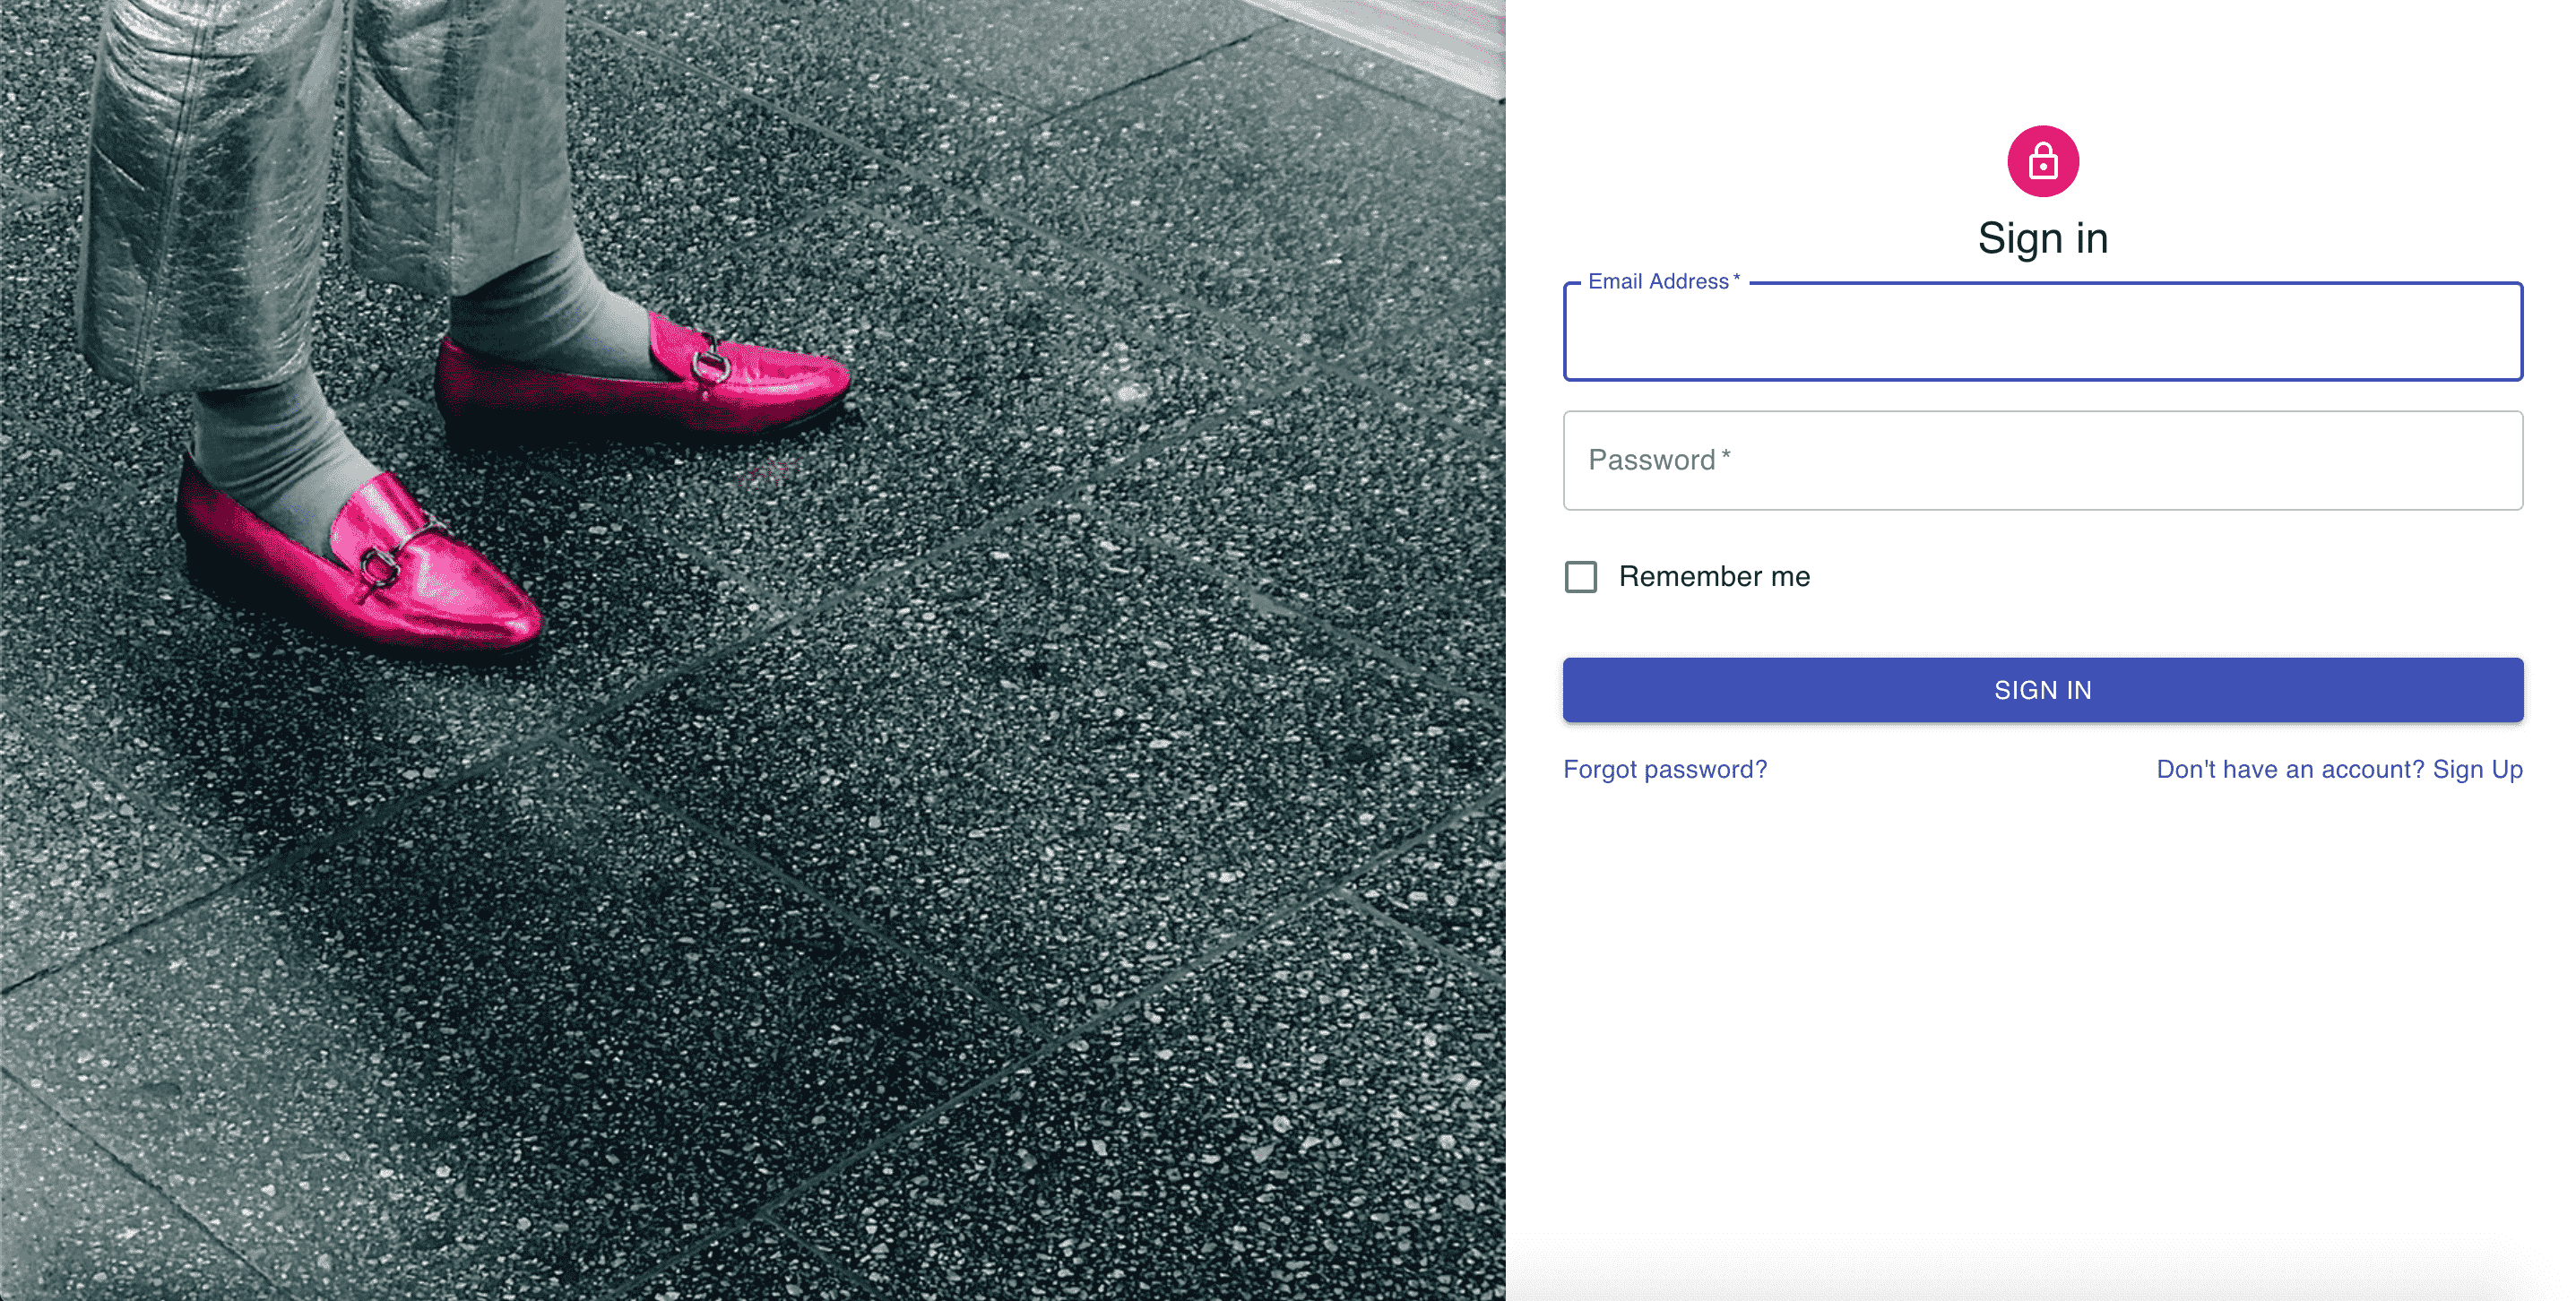 Sign in
Email Address *
Password *
Remember me
SIGN IN
Forgot password?
Don't have an account? Sign Up